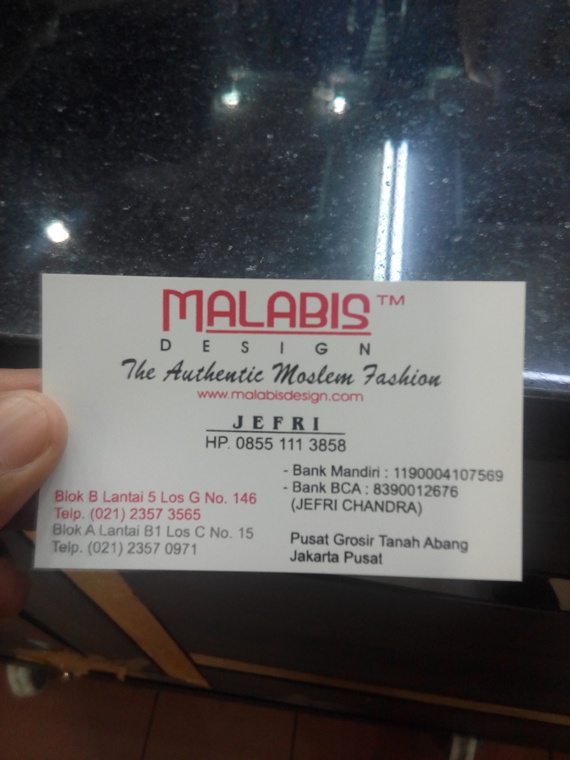 MALABIS™
DESIGN
The Authentic Moslem Fashion
www.malabisdesign.com
JEFRI
HP. 0855 111 3858
- Bank Mandiri : 1190004107569
- Bank BCA : 8390012676
(JEFRI CHANDRA)
Blok B Lantai 5 Los G No. 146
Telp. (021) 2357 3565
Blok A Lantai B1 Los C No. 15
Telp. (021) 2357 0971
Pusat Grosir Tanah Abang
Jakarta Pusat